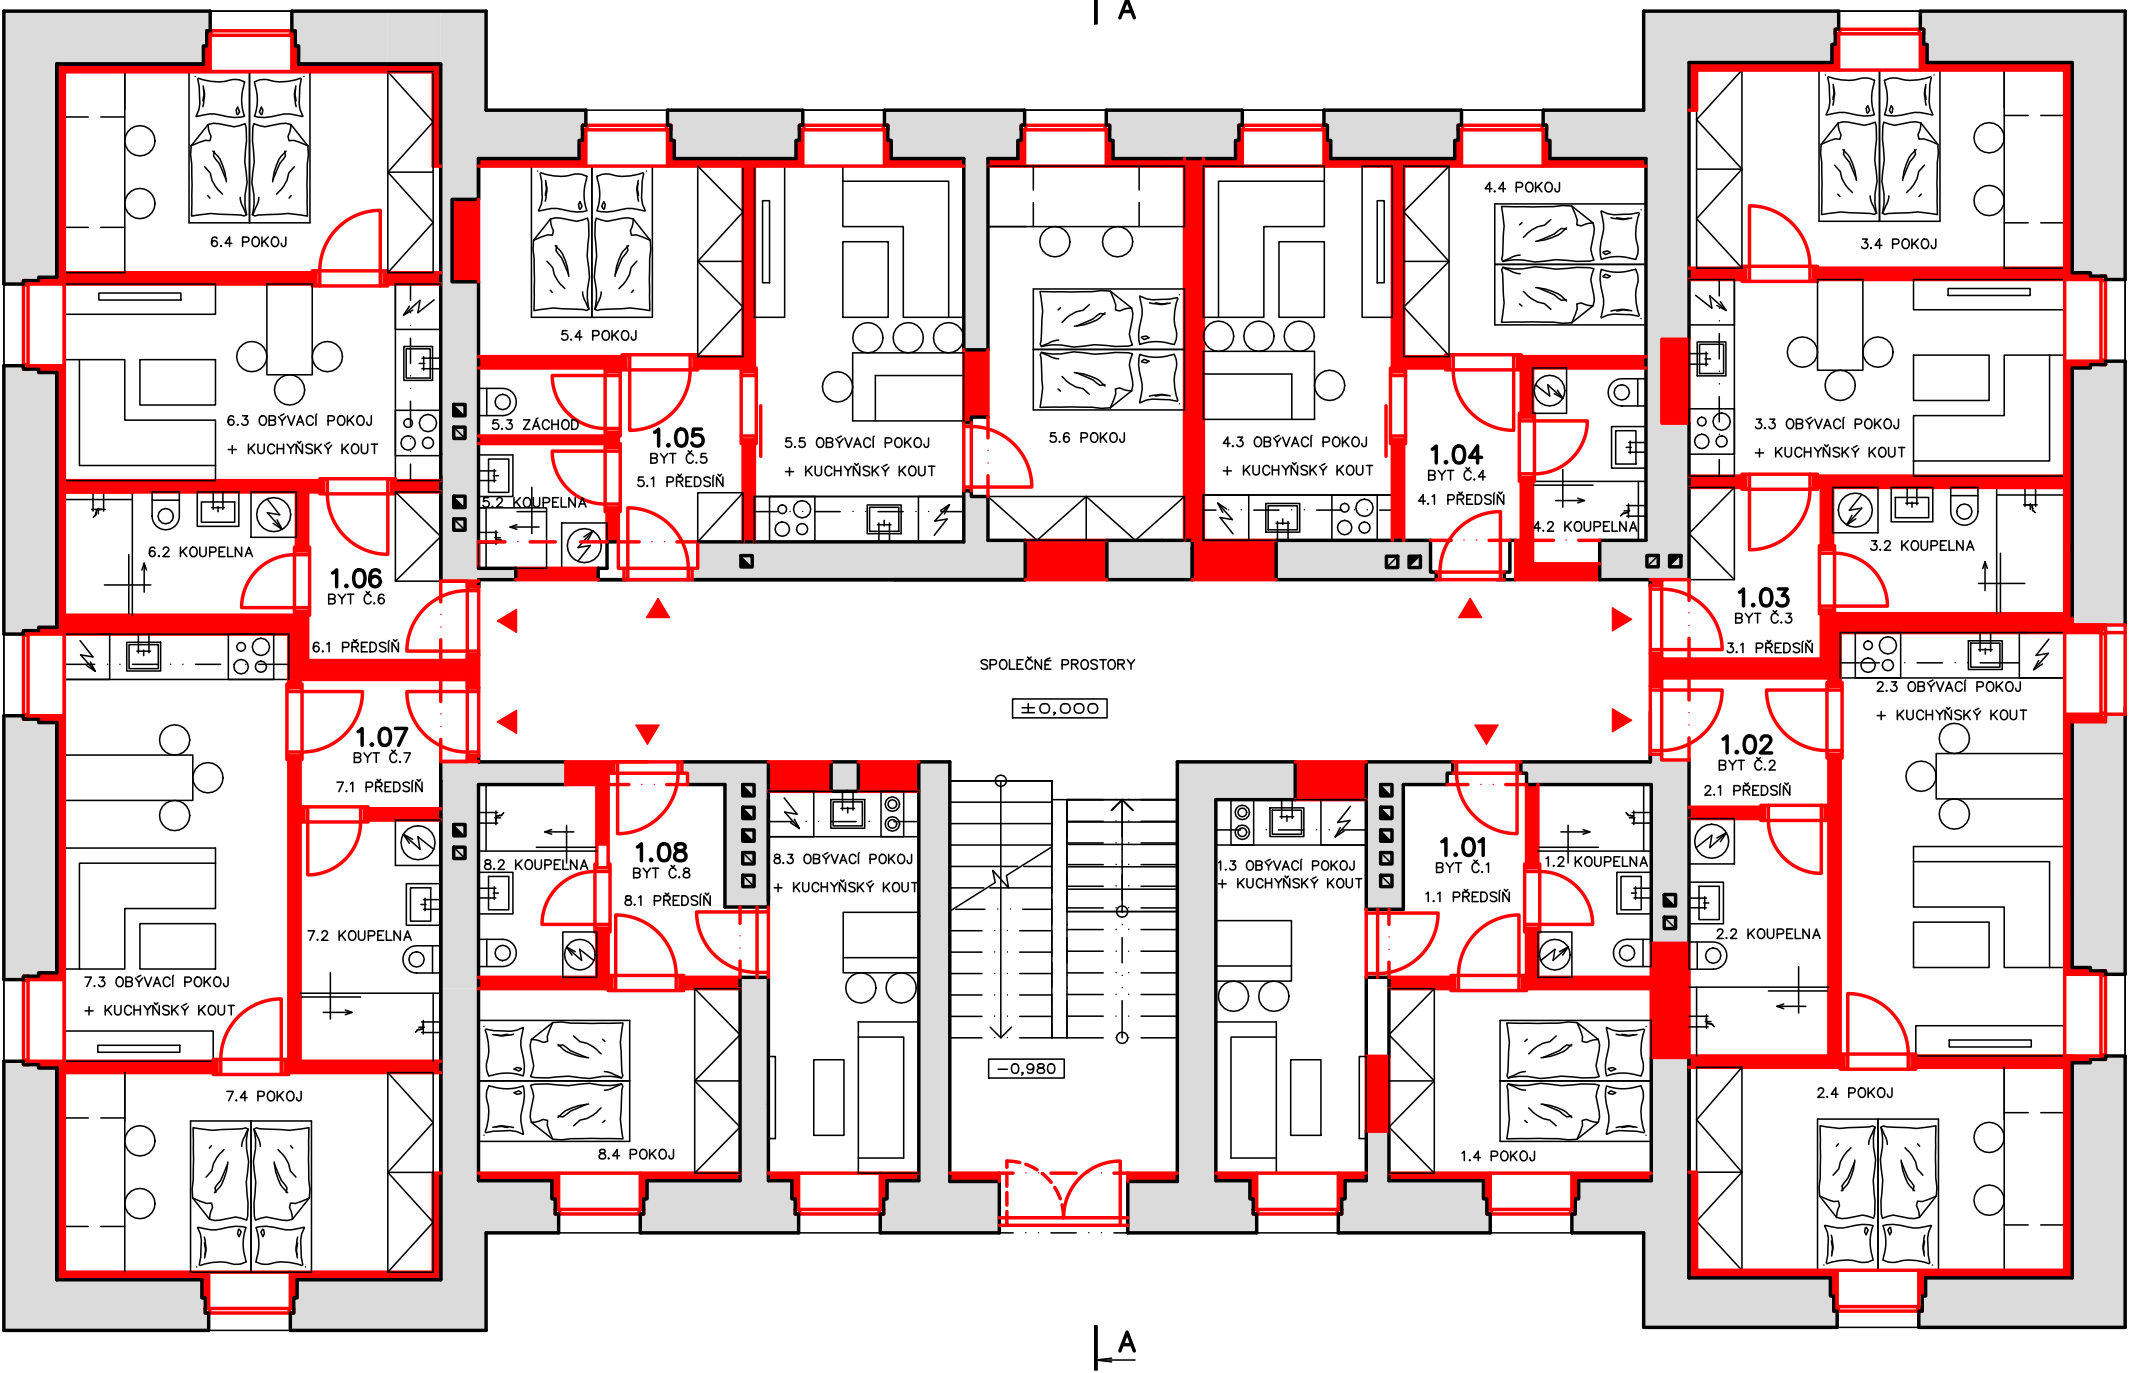 A
6.4 POKOJ
5.4 POKOJ
4.4 POKOJ
3.4 POKOJ
6.3 OBÝVACÍ POKOJ
+ KUCHYŇSKÝ KOUT
5.3 ZÁCHOD
1.05
BYT Č.5
5.1 PŘEDSÍŇ
5.2 KOUPELNA
5.5 OBÝVACÍ POKOJ
+ KUCHYŇSKÝ KOUT
5.6 POKOJ
4.3 OBÝVACÍ POKOJ
+ KUCHYŇSKÝ KOUT
1.04
BYT Č.4
4.1 PŘEDSÍŇ
4.2 KOUPELNA
3.3 OBÝVACÍ POKOJ
+ KUCHYŇSKÝ KOUT
6.2 KOUPELNA
1.06
BYT Č.6
6.1 PŘEDSÍŇ
3.2 KOUPELNA
1.03
BYT Č.3
3.1 PŘEDSÍŇ
SPOLEČNÉ PROSTORY
±0,000
1.07
BYT Č.7
7.1 PŘEDSÍŇ
2.3 OBÝVACÍ POKOJ
+ KUCHYŇSKÝ KOUT
1.02
BYT Č.2
2.1 PŘEDSÍŇ
8.2 KOUPELNA
1.08
BYT Č.8
8.1 PŘEDSÍŇ
8.3 OBÝVACÍ POKOJ
+ KUCHYŇSKÝ KOUT
1.3 OBÝVACÍ POKOJ
+ KUCHYŇSKÝ KOUT
1.01
BYT Č.1
1.1 PŘEDSÍŇ
1.2 KOUPELNA
7.2 KOUPELNA
2.2 KOUPELNA
7.3 OBÝVACÍ POKOJ
+ KUCHYŇSKÝ KOUT
−0,980
7.4 POKOJ
2.4 POKOJ
8.4 POKOJ
1.4 POKOJ
A